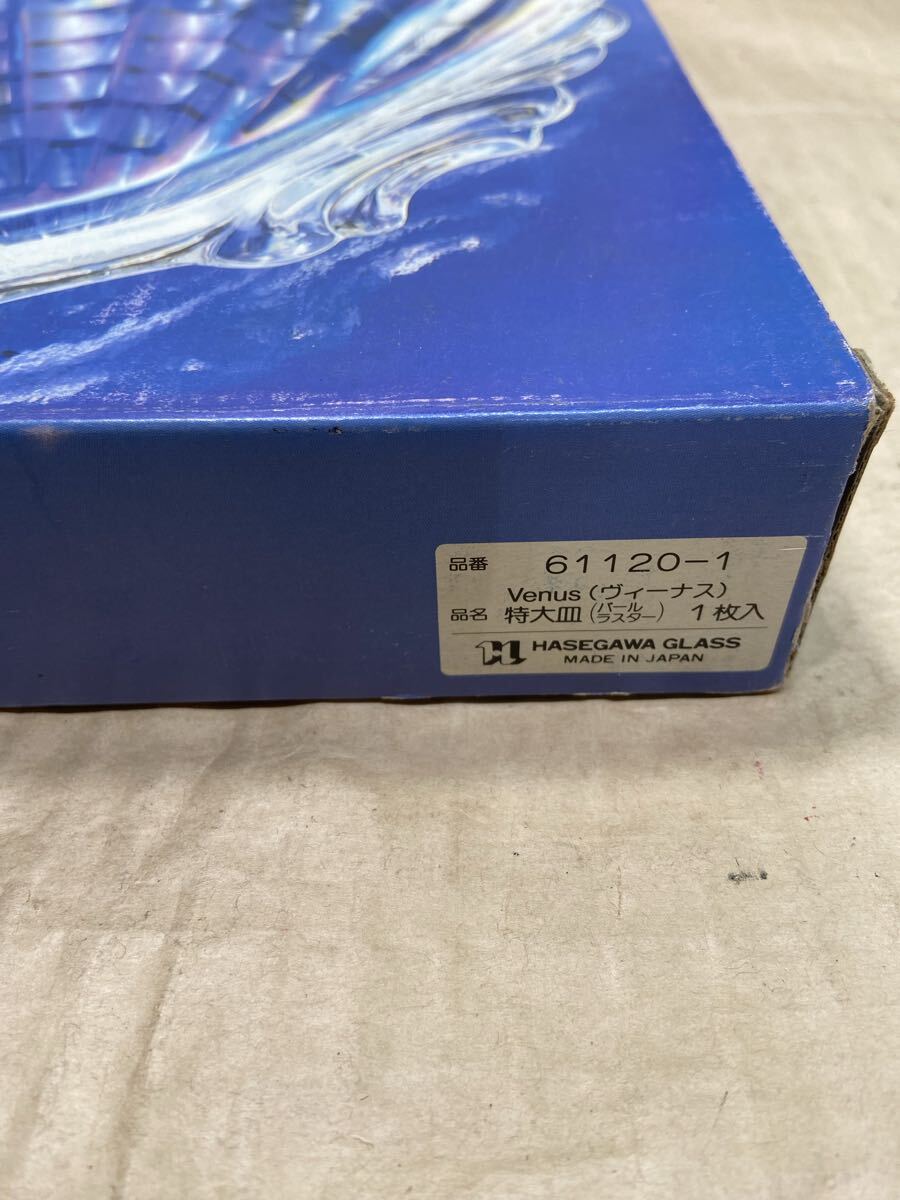 品番 61120-1
Venus (ヴィーナス)
品名 特大皿 (パールラスター) 1枚入
HASEGAWA GLASS
MADE IN JAPAN